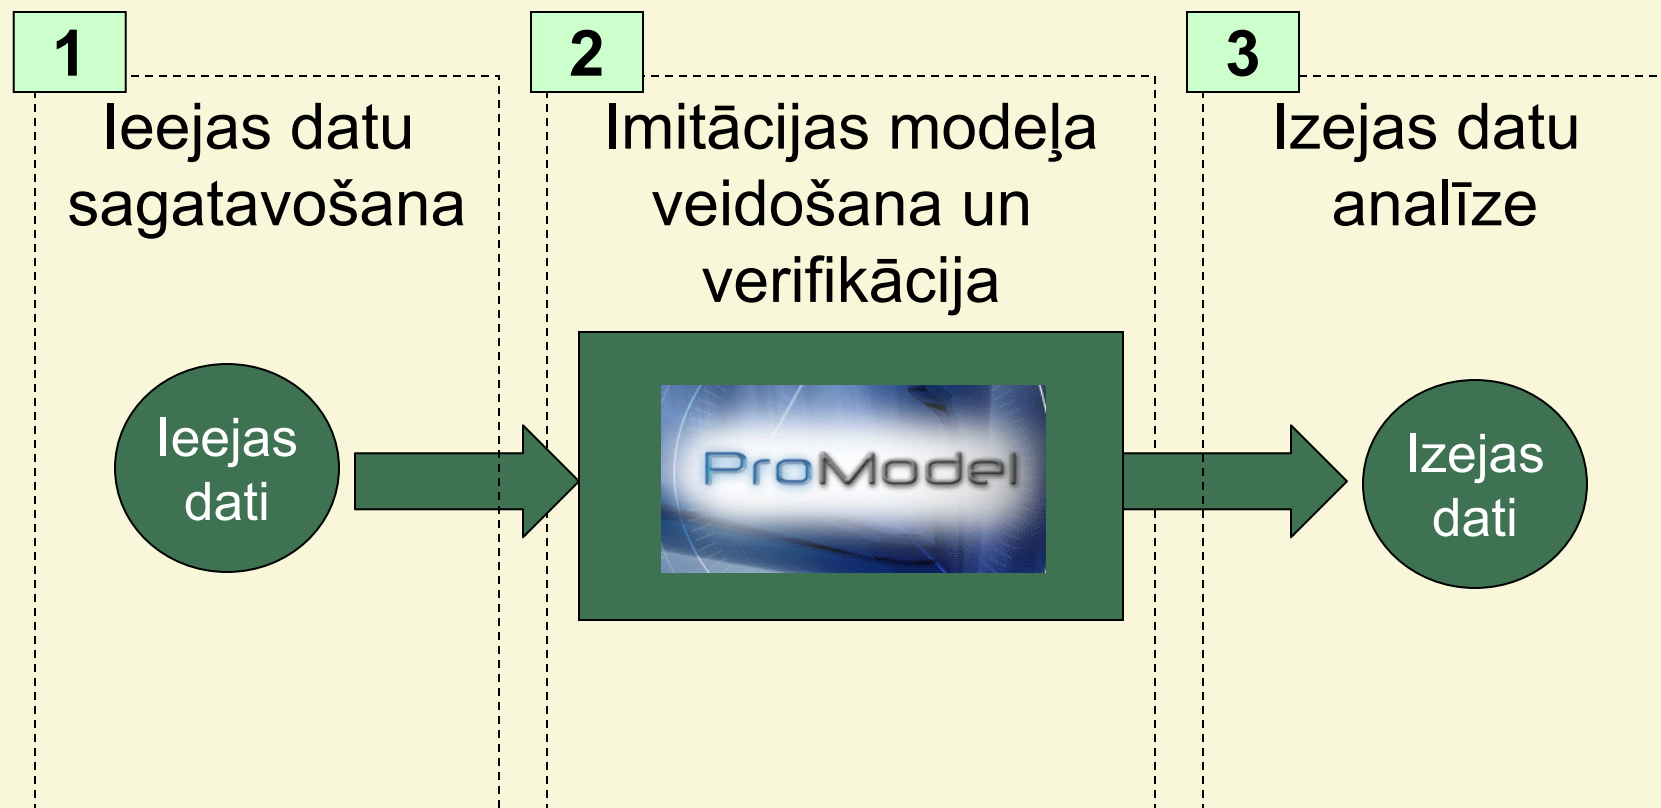 1
Ieejas datu
sagatavošana
Ieejas
dati
2
Imitācijas modeļa
veidošana un
verifikācija
ProModel
3
Izejas datu
analīze
Izejas
dati